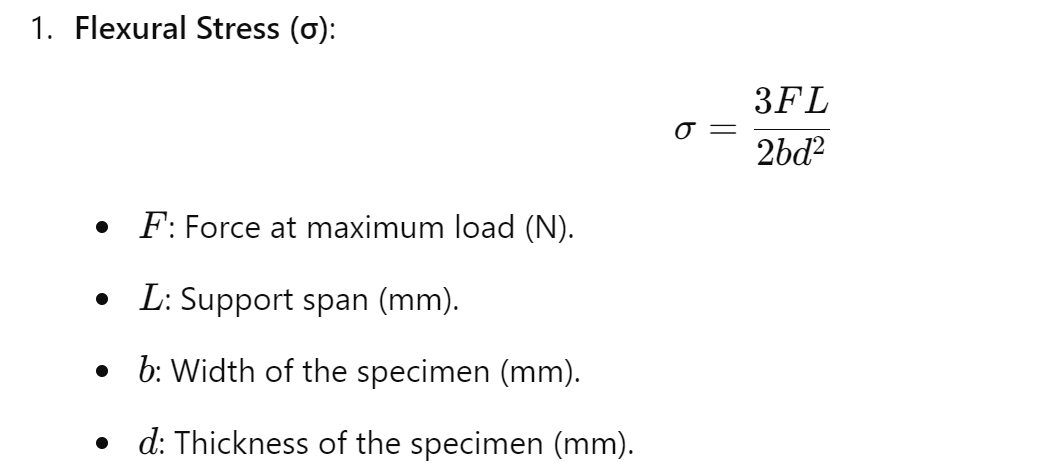 1. Flexural Stress (σ):
σ = 3FL / 2bd²
• F: Force at maximum load (N).
• L: Support span (mm).
• b: Width of the specimen (mm).
• d: Thickness of the specimen (mm).